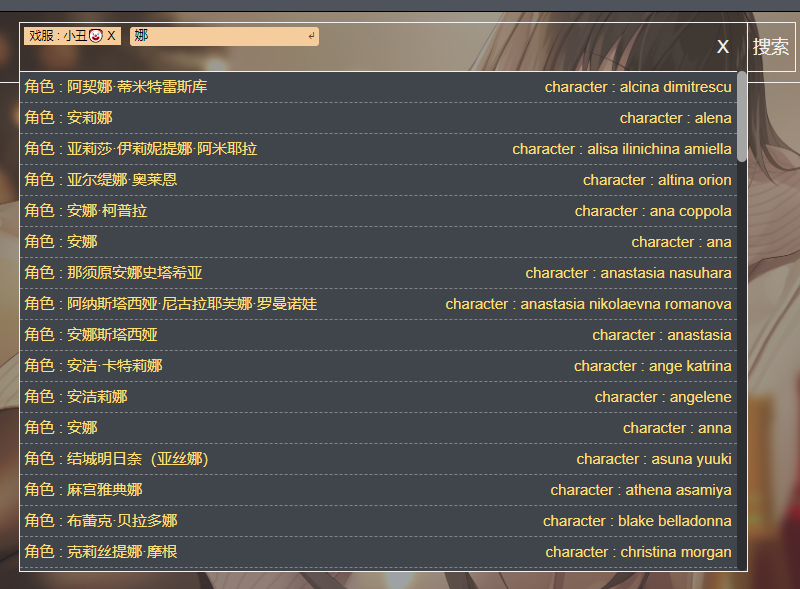 戏服 : 小丑🤡 X 娜 ↲ X 搜索
角色 : 阿契娜·蒂米特雷斯库 character : alcina dimitrescu
角色 : 安莉娜 character : alena
角色 : 亚莉莎·伊莉妮提娜·阿米耶拉 character : alisa ilinichina amiella
角色 : 亚尔缇娜·奥莱恩 character : altina orion
角色 : 安娜·柯普拉 character : ana coppola
角色 : 安娜 character : ana
角色 : 那须原安娜史塔希亚 character : anastasia nasuhara
角色 : 阿纳斯塔西娅·尼古拉耶芙娜·罗曼诺娃 character : anastasia nikolaevna romanova
角色 : 安娜斯塔西娅 character : anastasia
角色 : 安洁·卡特莉娜 character : ange katrina
角色 : 安洁莉娜 character : angelene
角色 : 安娜 character : anna
角色 : 结城明日奈（亚丝娜） character : asuna yuuki
角色 : 麻宫雅典娜 character : athena asamiya
角色 : 布蕾克·贝拉多娜 character : blake belladonna
角色 : 克莉丝提娜·摩根 character : christina morgan